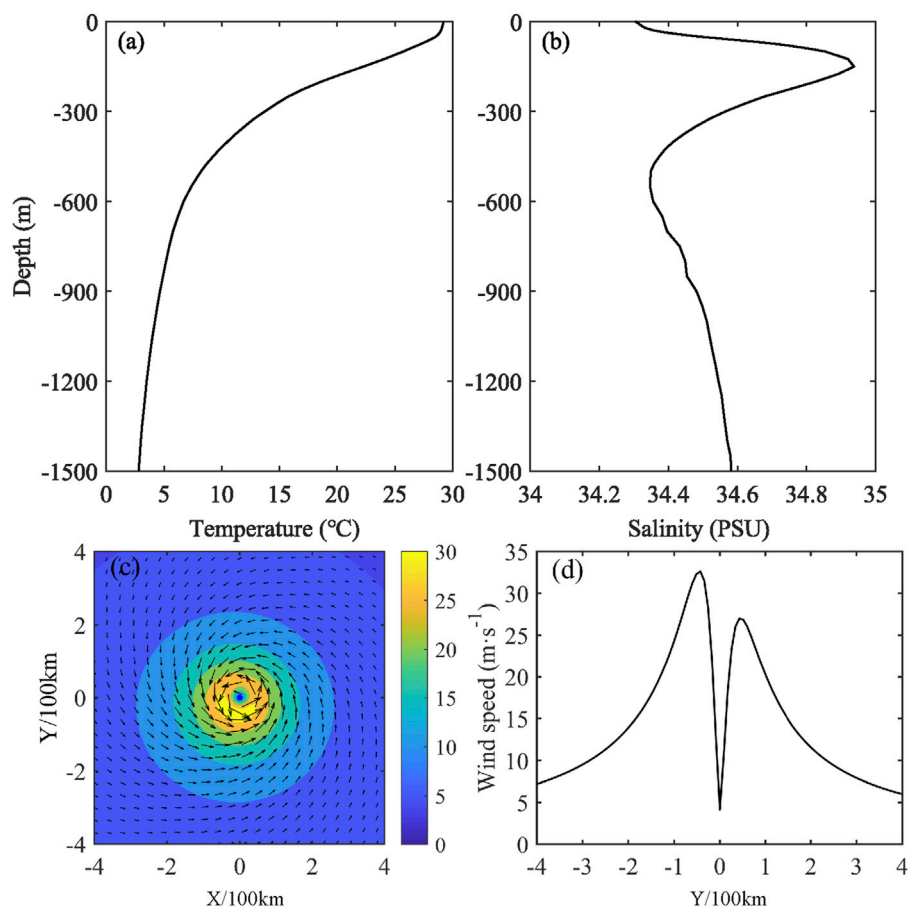 (a)
0
-300
-600
-900
-1200
-1500
Depth (m)
0 5 10 15 20 25 30
Temperature (°C)
(b)
0
-300
-600
-900
-1200
-1500
34 34.2 34.4 34.6 34.8 35
Salinity (PSU)
(c)
4
2
0
-2
-4
Y/100km
-4 -2 0 2 4
X/100km
30
25
20
15
10
5
0
(d)
35
30
25
20
15
10
5
0
Wind speed (m·s⁻¹)
-4 -3 -2 -1 0 1 2 3 4
Y/100km